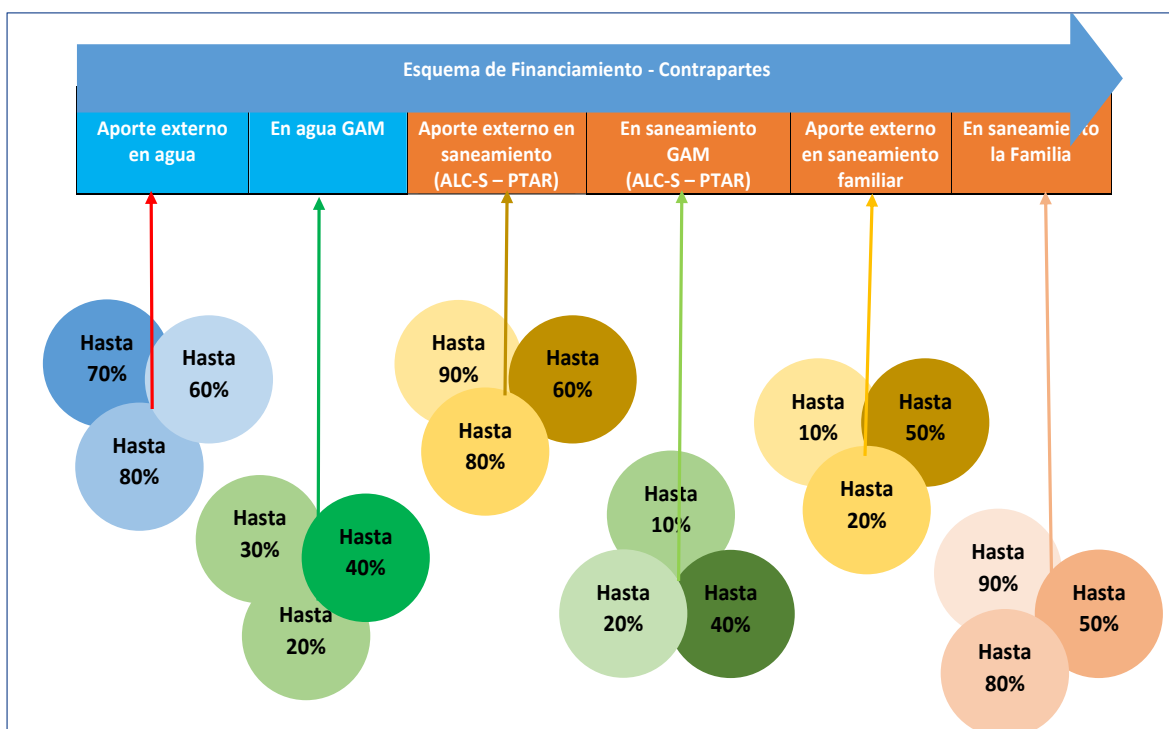 Esquema de Financiamiento - Contrapartes
Aporte externo
en agua
En agua GAM
Aporte externo en
saneamiento
(ALC-S – PTAR)
En saneamiento
GAM
(ALC-S – PTAR)
Aporte externo
en saneamiento
familiar
En saneamiento
la Familia
Hasta
70%
Hasta
60%
Hasta
80%
Hasta
30%
Hasta
40%
Hasta
20%
Hasta
90%
Hasta
60%
Hasta
80%
Hasta
10%
Hasta
20%
Hasta
40%
Hasta
10%
Hasta
50%
Hasta
20%
Hasta
90%
Hasta
50%
Hasta
80%